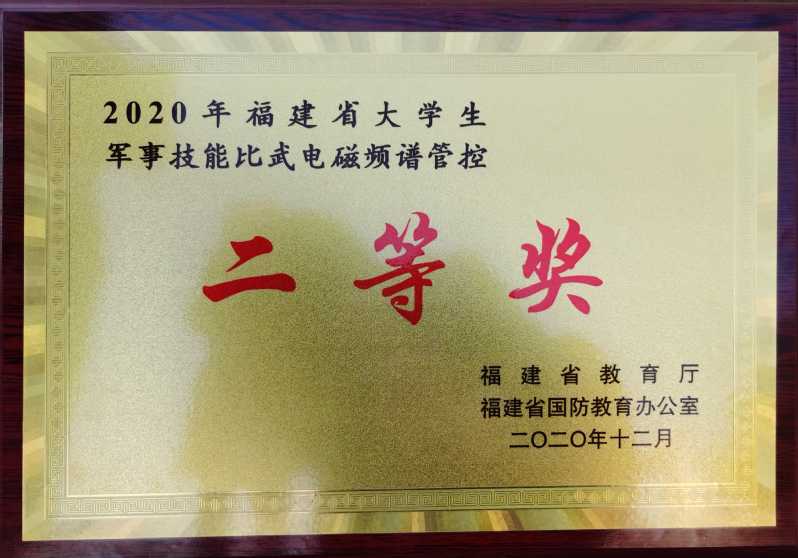 2020年福建省大学生
军事技能比武电磁频谱管控
二等奖
福建省教育厅
福建省国防教育办公室
二〇二〇年十二月